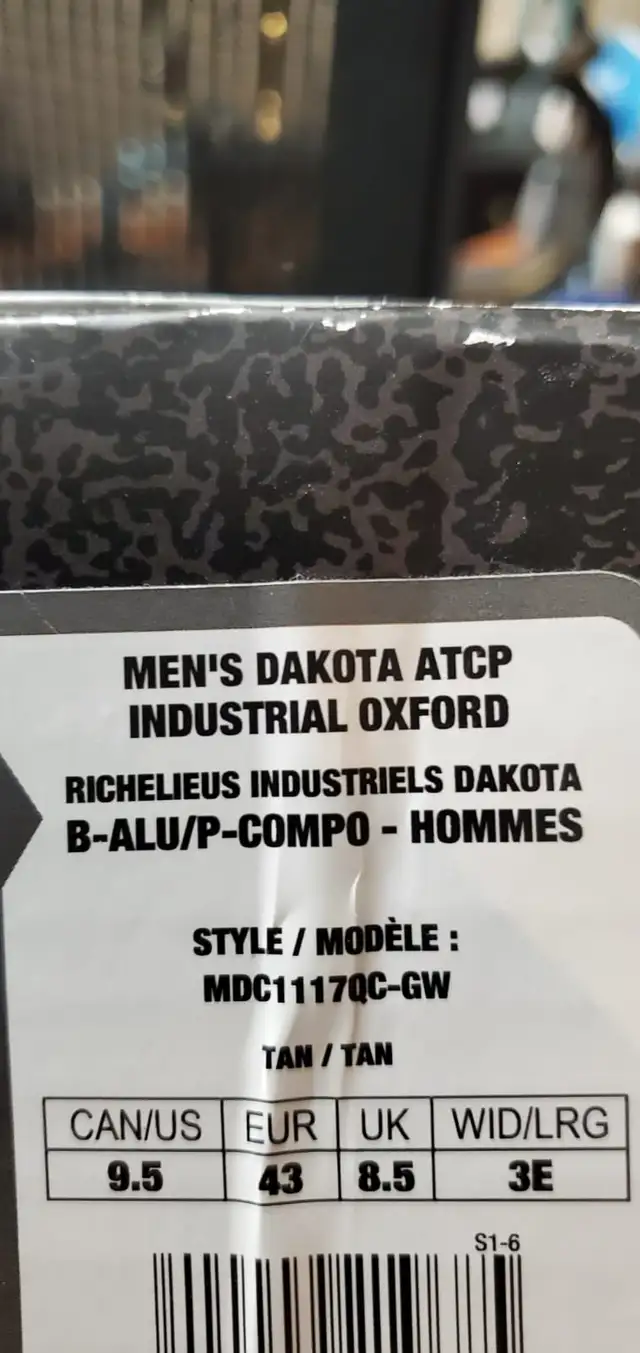 MEN'S DAKOTA ATCP
INDUSTRIAL OXFORD
RICHELIEUS INDUSTRIELS DAKOTA
B-ALU/P-COMPO - HOMMES
STYLE / MODÈLE :
MDC1117QC-GW
TAN / TAN
CAN/US EUR UK WID/LRG
9.5 43 8.5 3E
S1-6